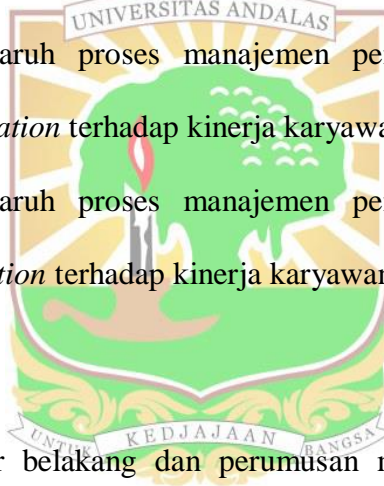 UNIVERSITAS ANDALAS
aruh proses manajemen pe
ation terhadap kinerja karyawa
aruh proses manajemen pe
tion terhadap kinerja karyawan
UNTUK KEDJAJAAN BANGSA
r belakang dan perumusan